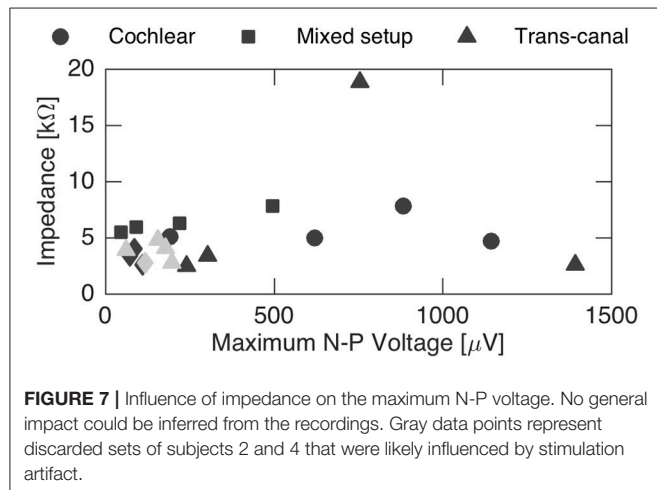 Cochlear Mixed setup Trans-canal
20
15
10
5
0
Impedance [kΩ]
0 500 1000 1500
Maximum N-P Voltage [μV]
FIGURE 7 | Influence of impedance on the maximum N-P voltage. No general
impact could be inferred from the recordings. Gray data points represent
discarded sets of subjects 2 and 4 that were likely influenced by stimulation
artifact.